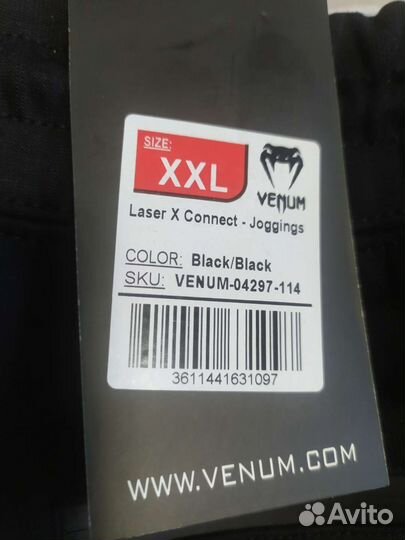 SIZE:
XXL
VENUM
Laser X Connect - Joggings
COLOR: Black/Black
SKU: VENUM-04297-114
3611441631097
WWW.VENUM.COM
Avito